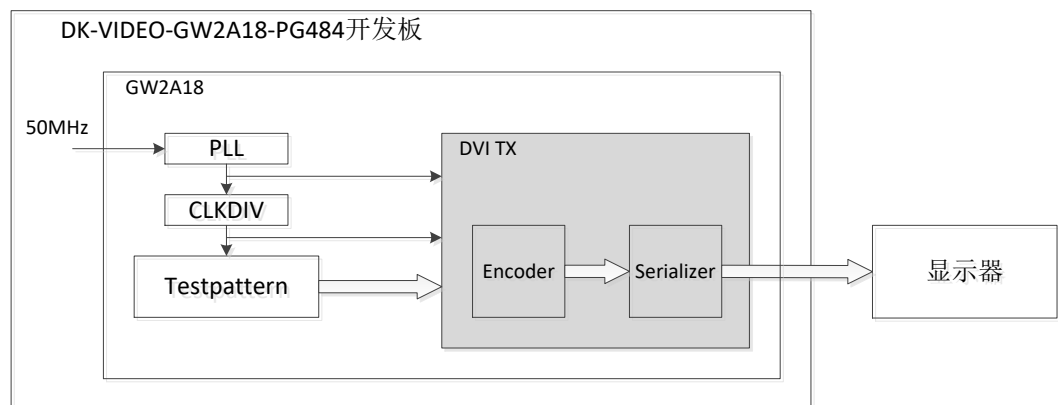 DK-VIDEO-GW2A18-PG484开发板
GW2A18
50MHz
PLL
DVI TX
CLKDIV
Encoder
Serializer
Testpattern
显示器